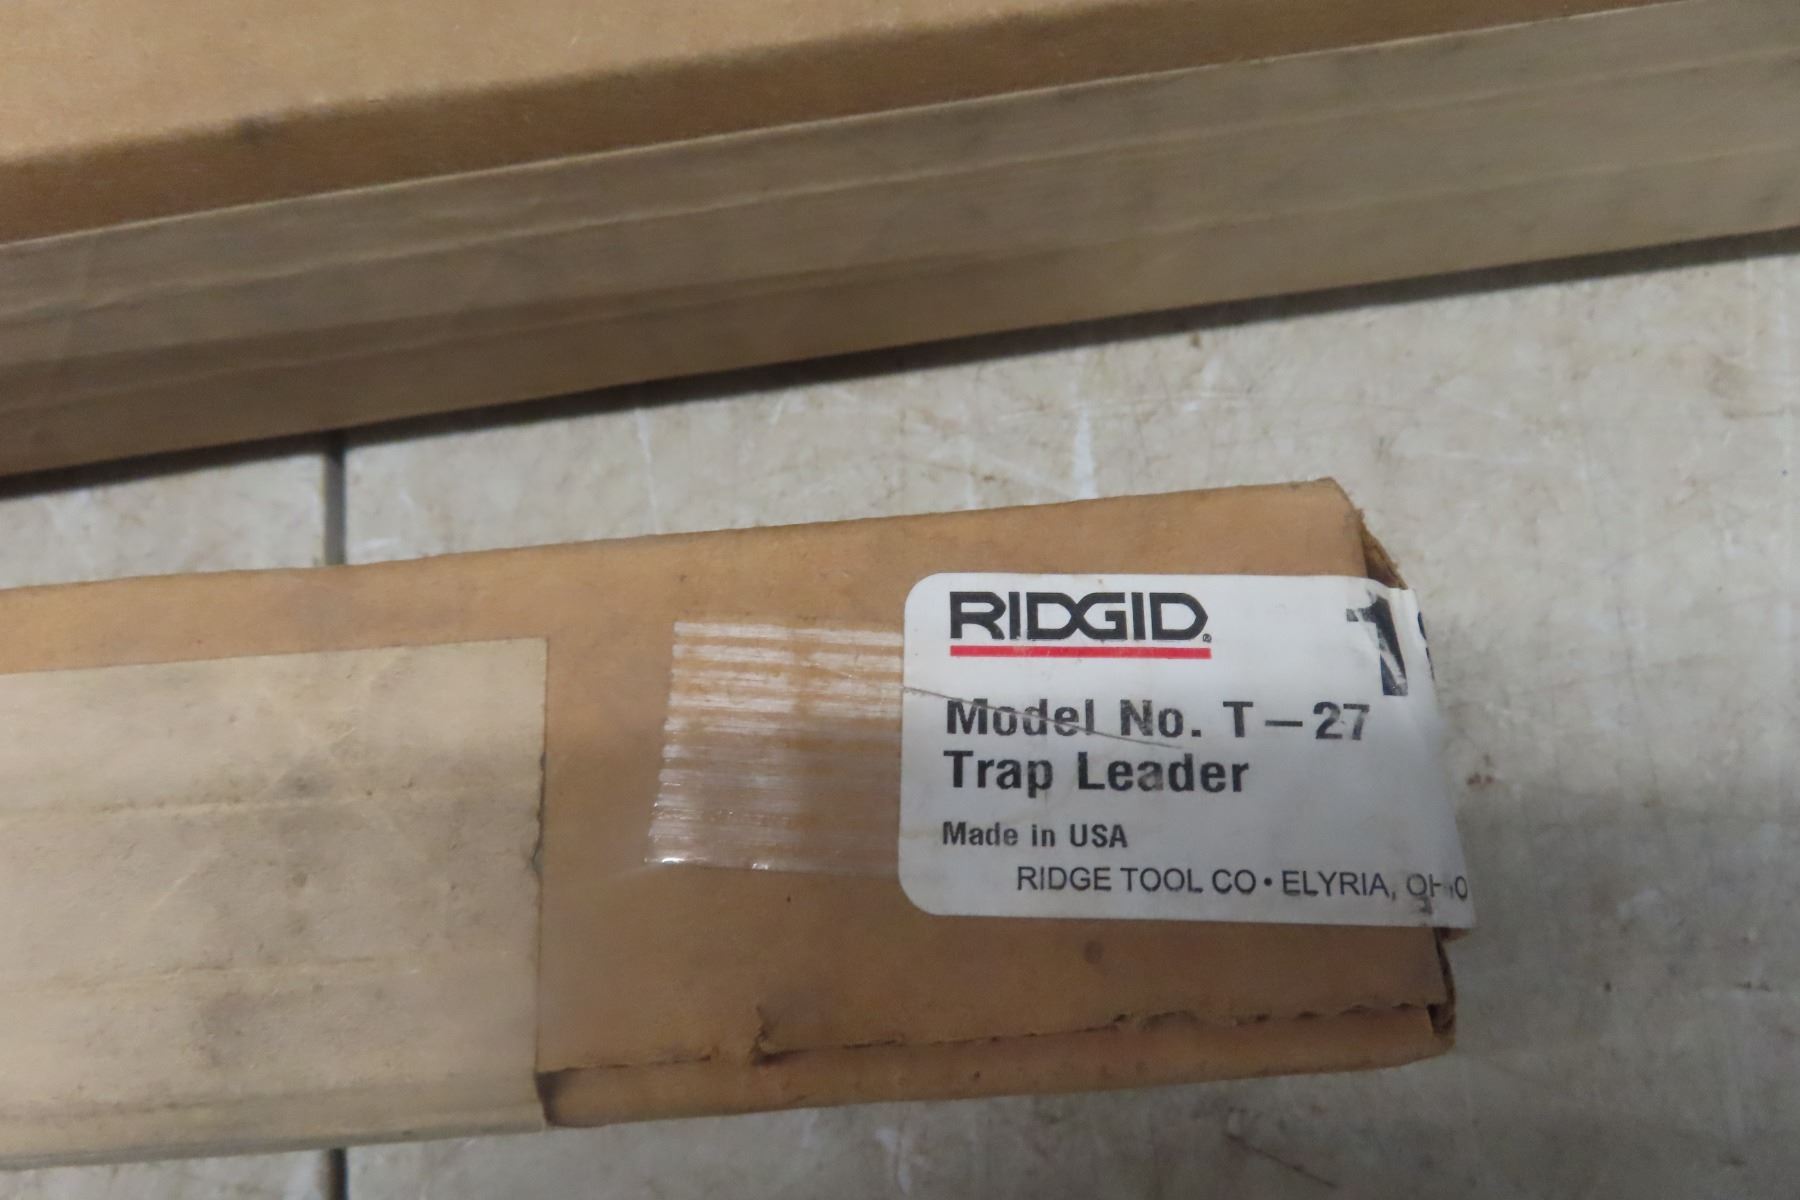 RIDGID®
Model No. T-27
Trap Leader
Made in USA
RIDGE TOOL CO • ELYRIA, OHIO